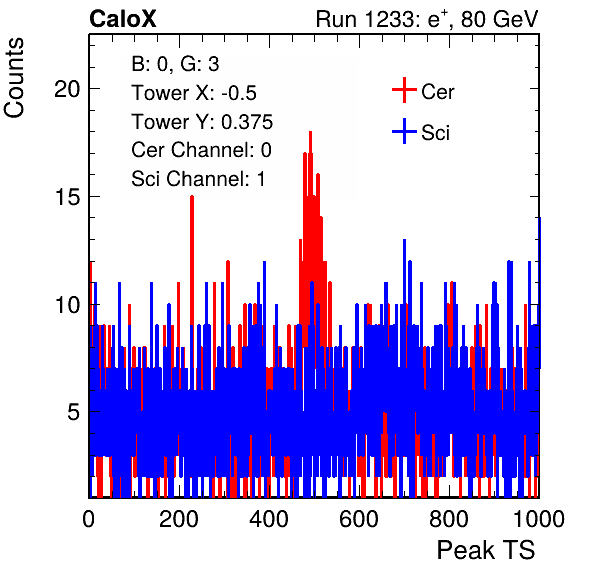 CaloX Run 1233: e⁺, 80 GeV
Counts
B: 0, G: 3
Tower X: -0.5
Tower Y: 0.375
Cer Channel: 0
Sci Channel: 1
Cer
Sci
20
15
10
5
0 200 400 600 800 1000
Peak TS